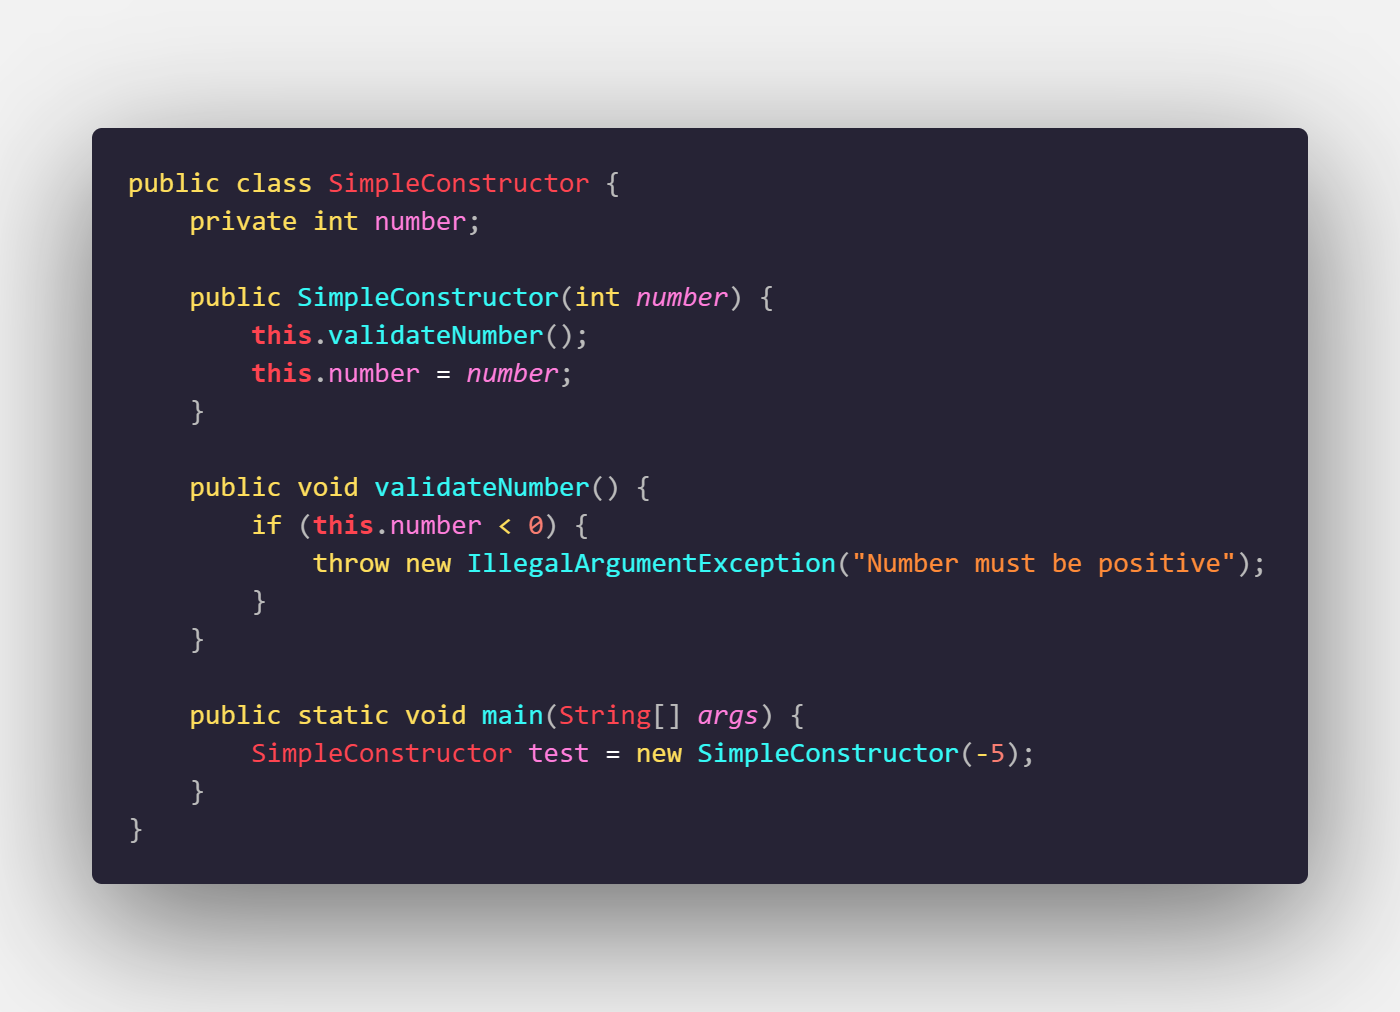 public class SimpleConstructor {
    private int number;

    public SimpleConstructor(int number) {
        this.validateNumber();
        this.number = number;
    }

    public void validateNumber() {
        if (this.number < 0) {
            throw new IllegalArgumentException("Number must be positive");
        }
    }

    public static void main(String[] args) {
        SimpleConstructor test = new SimpleConstructor(-5);
    }
}